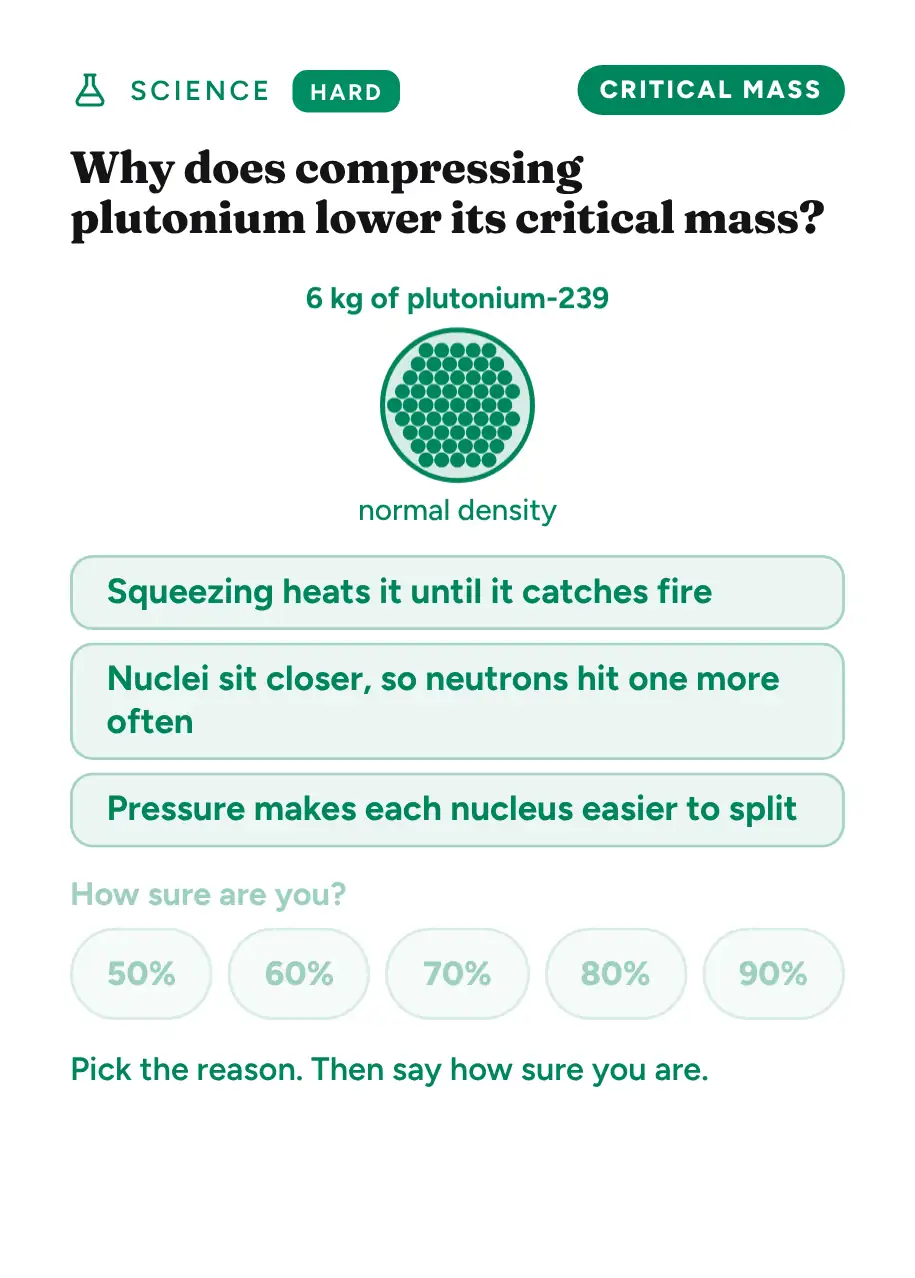 SCIENCE
HARD
CRITICAL MASS
Why does compressing
plutonium lower its critical mass?
6 kg of plutonium-239
normal density
Squeezing heats it until it catches fire
Nuclei sit closer, so neutrons hit one more
often
Pressure makes each nucleus easier to split
How sure are you?
50%
60%
70%
80%
90%
Pick the reason. Then say how sure you are.